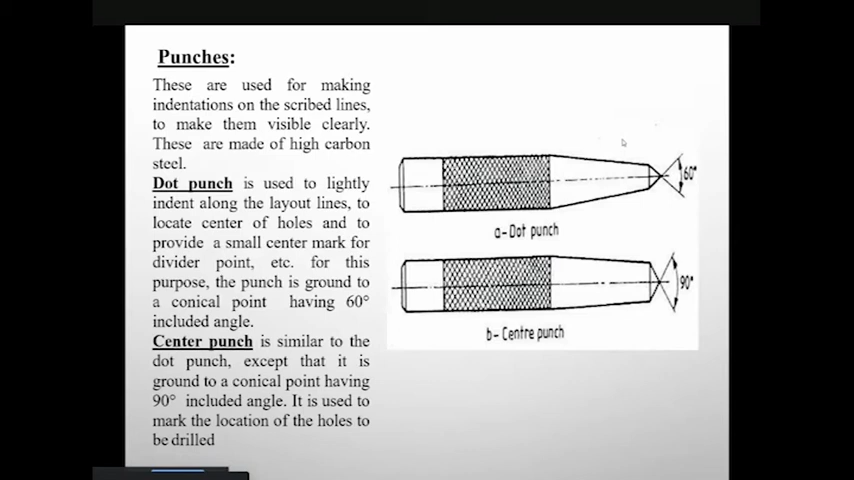 Punches:
These are used for making
indentations on the scribed lines,
to make them visible clearly.
These are made of high carbon
steel.
Dot punch is used to lightly
indent along the layout lines, to
locate center of holes and to
provide a small center mark for
divider point, etc. for this
purpose, the punch is ground to
a conical point having 60°
included angle.
Center punch is similar to the
dot punch, except that it is
ground to a conical point having
90° included angle. It is used to
mark the location of the holes to
be drilled
60°
a-Dot punch
90°
b-Centre punch